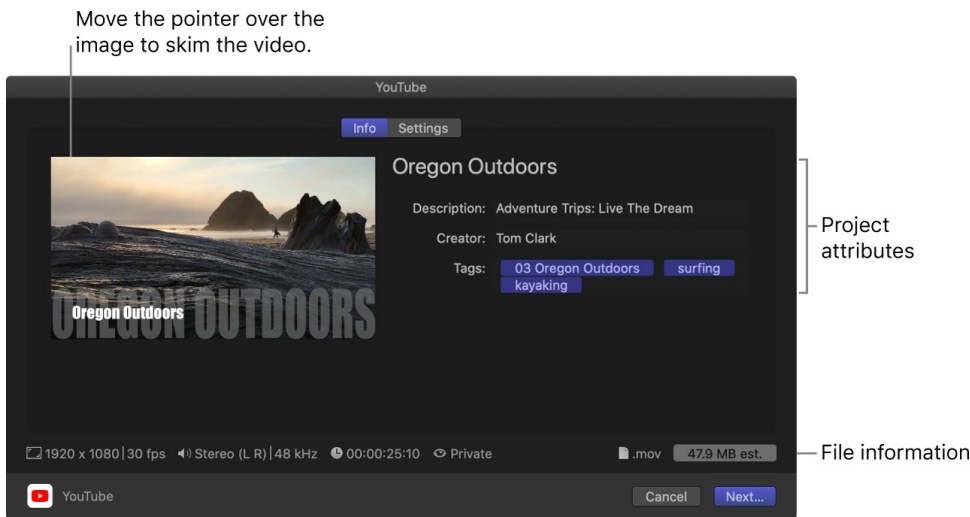 Move the pointer over the
image to skim the video.
YouTube
Info Settings
Oregon Outdoors
Description: Adventure Trips: Live The Dream
Creator: Tom Clark
Tags: 03 Oregon Outdoors surfing
kayaking
OREGON OUTDOORS
Oregon Outdoors
Project
attributes
1920 x 1080|30 fps Stereo (L R)|48 kHz 00:00:25:10 Private .mov 47.9 MB est.
File information
YouTube Cancel Next...